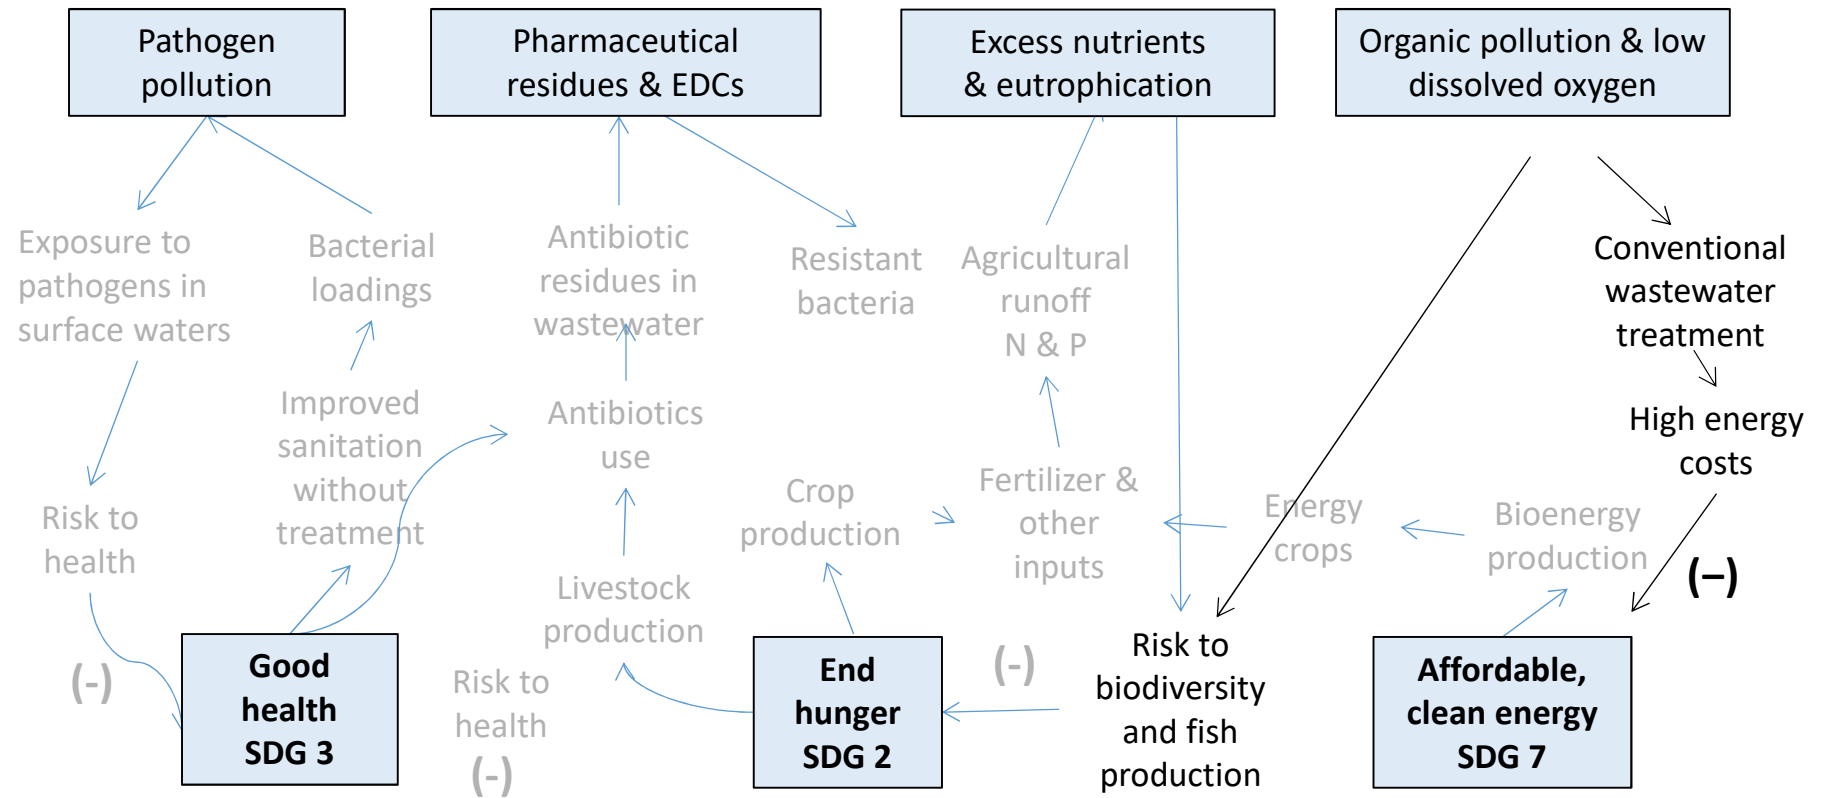 Pathogen
pollution
Pharmaceutical
residues & EDCs
Excess nutrients
& eutrophication
Organic pollution & low
dissolved oxygen
Exposure to
pathogens in
surface waters
Bacterial
loadings
Antibiotic
residues in
wastewater
Resistant
bacteria
Agricultural
runoff
N & P
Conventional
wastewater
treatment
Improved
sanitation
without
treatment
Antibiotics
use
High energy
costs
Risk to
health
Crop
production
Fertilizer &
other
inputs
Energy
crops
Bioenergy
production
(–)
Livestock
production
(-)
Good
health
SDG 3
Risk to
health
(-)
End
hunger
SDG 2
(-)
Risk to
biodiversity
and fish
production
Affordable,
clean energy
SDG 7